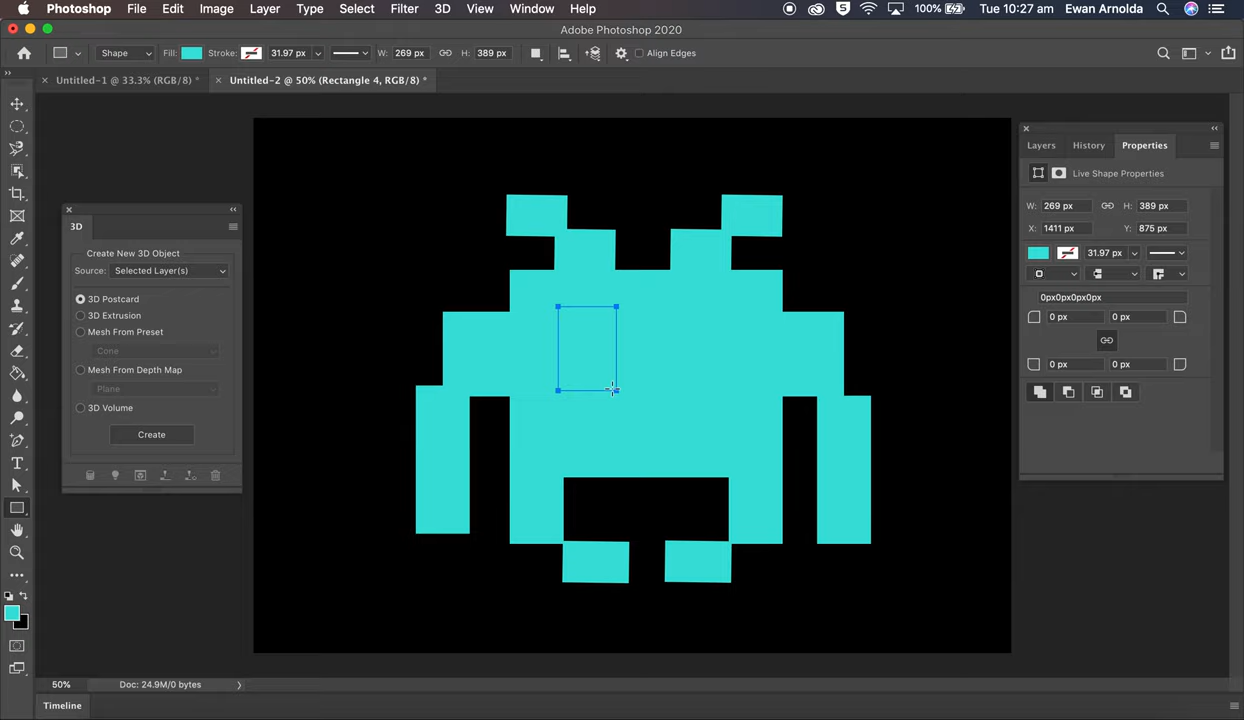 Photoshop File Edit Image Layer Type Select Filter 3D View Window Help 100% Tue 10:27 am Ewan Arnolda
Adobe Photoshop 2020
Shape Fill: Stroke: 31.97 px W: 269 px H: 389 px Align Edges
Untitled-1 @ 33.3% (RGB/8) * Untitled-2 @ 50% (Rectangle 4, RGB/8) *
3D
Create New 3D Object
Source: Selected Layer(s)
3D Postcard
3D Extrusion
Mesh From Preset
Cone
Mesh From Depth Map
Plane
3D Volume
Create
Layers History Properties
Live Shape Properties
W: 269 px H: 389 px
X: 1411 px Y: 875 px
31.97 px
0px0px0px0px
0 px 0 px
0 px 0 px
50% Doc: 24.9M/0 bytes
Timeline